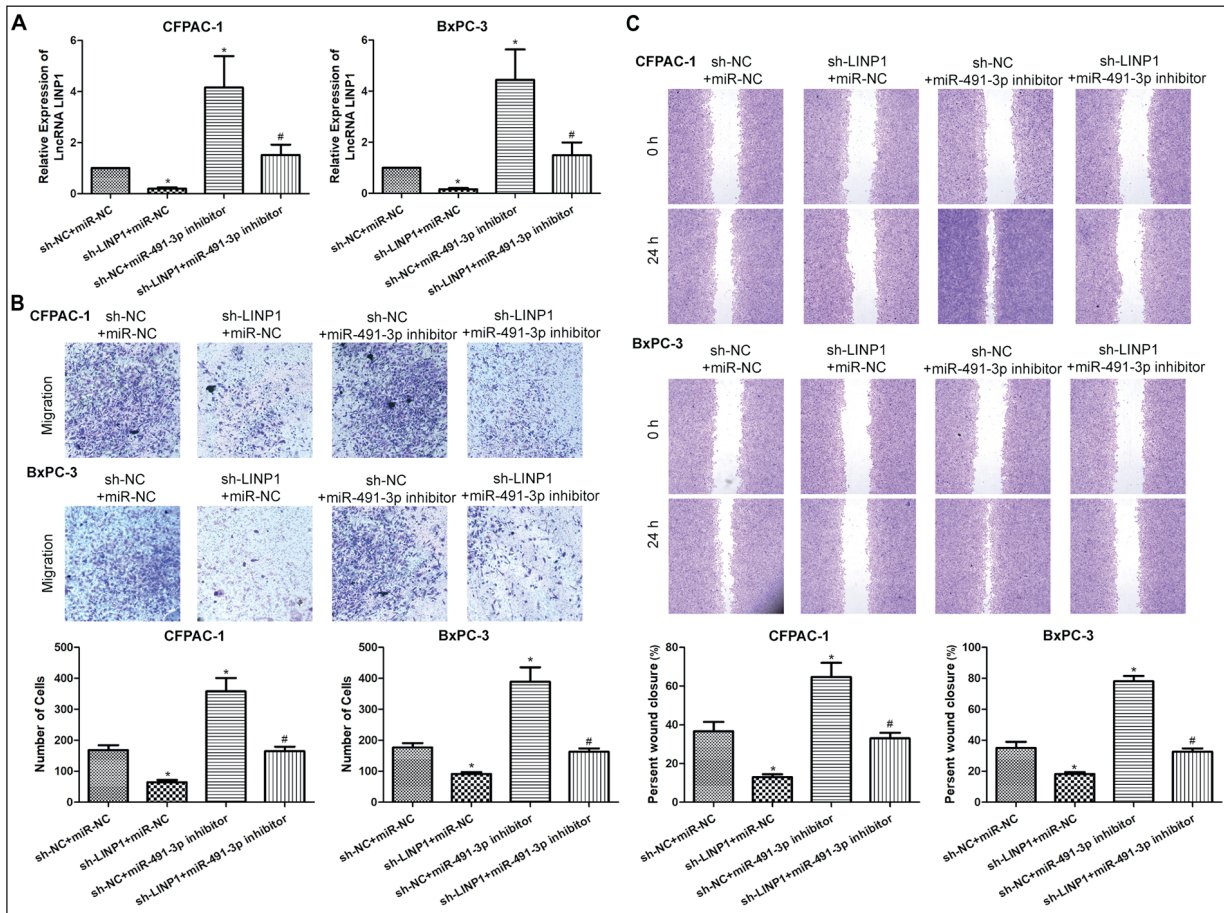 A
CFPAC-1
Relative Expression of
LncRNA LINP1
6
4
2
0
*
*
#
sh-NC+miR-NC
sh-LINP1+miR-NC
sh-NC+miR-491-3p inhibitor
sh-LINP1+miR-491-3p inhibitor
BxPC-3
Relative Expression of
LncRNA LINP1
6
4
2
0
*
*
#
sh-NC+miR-NC
sh-LINP1+miR-NC
sh-NC+miR-491-3p inhibitor
sh-LINP1+miR-491-3p inhibitor
B
CFPAC-1
sh-NC
+miR-NC
sh-LINP1
+miR-NC
sh-NC
+miR-491-3p inhibitor
sh-LINP1
+miR-491-3p inhibitor
Migration
BxPC-3
sh-NC
+miR-NC
sh-LINP1
+miR-NC
sh-NC
+miR-491-3p inhibitor
sh-LINP1
+miR-491-3p inhibitor
Migration
CFPAC-1
Number of Cells
500
400
300
200
100
0
*
*
#
sh-NC+miR-NC
sh-LINP1+miR-NC
sh-NC+miR-491-3p inhibitor
sh-LINP1+miR-491-3p inhibitor
BxPC-3
Number of Cells
500
400
300
200
100
0
*
*
#
sh-NC+miR-NC
sh-LINP1+miR-NC
sh-NC+miR-491-3p inhibitor
sh-LINP1+miR-491-3p inhibitor
C
CFPAC-1
sh-NC
+miR-NC
sh-LINP1
+miR-NC
sh-NC
+miR-491-3p inhibitor
sh-LINP1
+miR-491-3p inhibitor
0 h
24 h
BxPC-3
sh-NC
+miR-NC
sh-LINP1
+miR-NC
sh-NC
+miR-491-3p inhibitor
sh-LINP1
+miR-491-3p inhibitor
0 h
24 h
CFPAC-1
Persent wound closure (%)
80
60
40
20
0
*
*
#
sh-NC+miR-NC
sh-LINP1+miR-NC
sh-NC+miR-491-3p inhibitor
sh-LINP1+miR-491-3p inhibitor
BxPC-3
Persent wound closure (%)
100
80
60
40
20
0
*
*
#
sh-NC+miR-NC
sh-LINP1+miR-NC
sh-NC+miR-491-3p inhibitor
sh-LINP1+miR-491-3p inhibitor